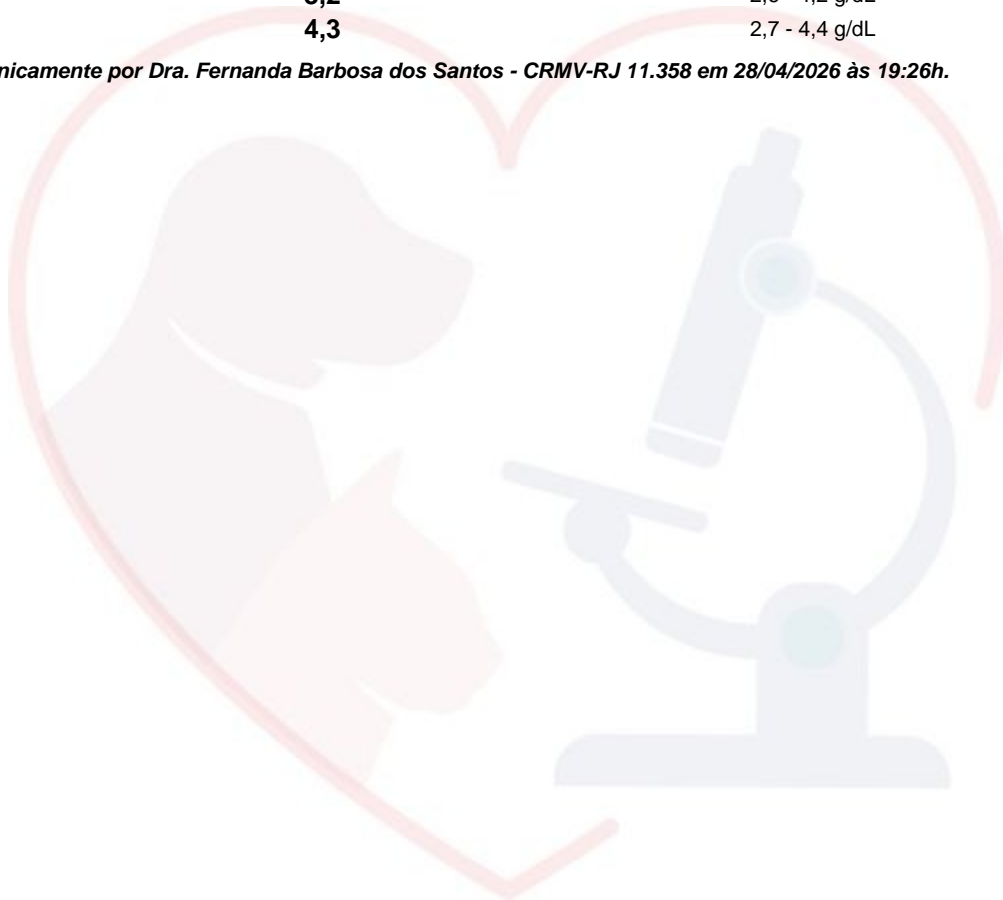 4,3 2,7 - 4,4 g/dL
nicamente por Dra. Fernanda Barbosa dos Santos - CRMV-RJ 11.358 em 28/04/2026 às 19:26h.